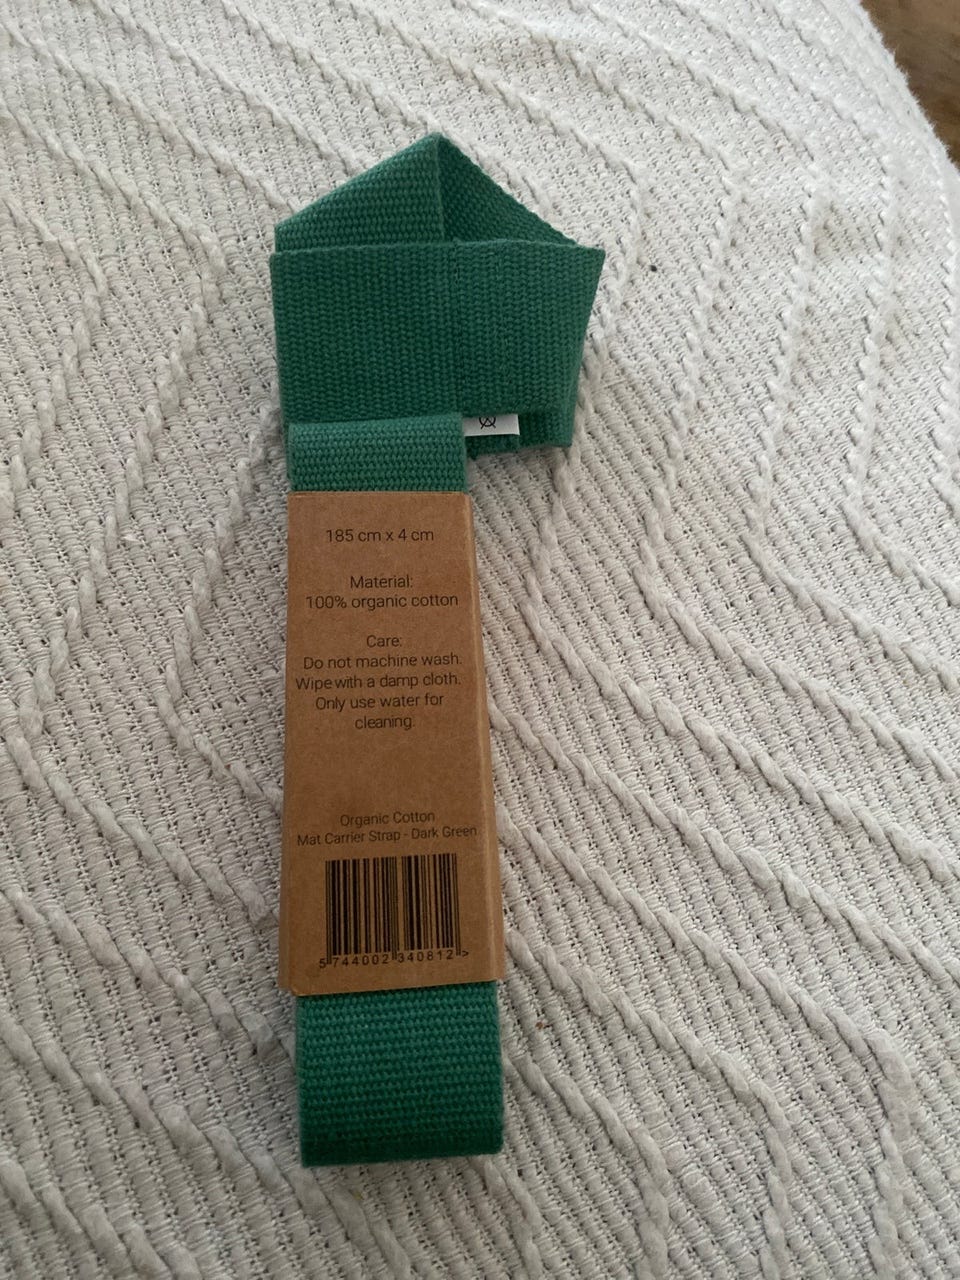 185 cm x 4 cm
Material:
100% organic cotton
Care:
Do not machine wash.
Wipe with a damp cloth.
Only use water for
cleaning.
Organic Cotton
Mat Carrier Strap - Dark Green
5 744002 340812 >